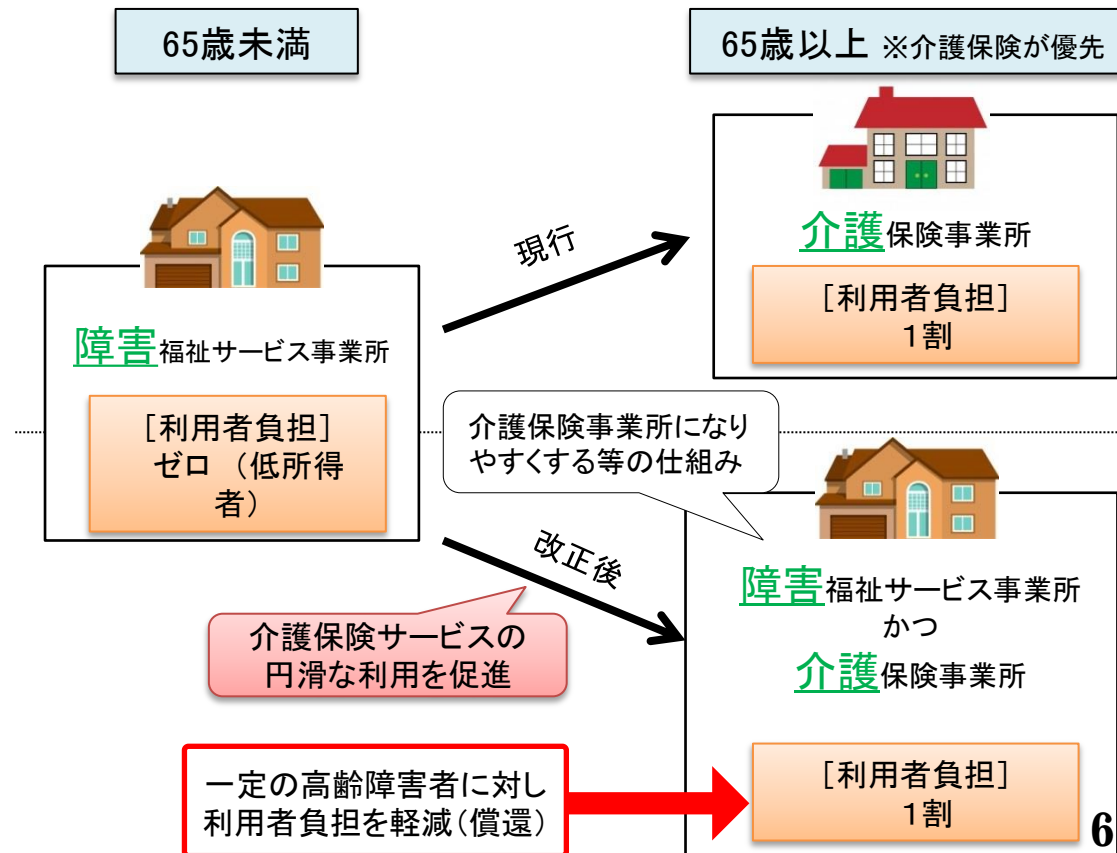 65歳未満
65歳以上 ※介護保険が優先
現行
介護保険事業所
[利用者負担]
1割
障害福祉サービス事業所
[利用者負担]
ゼロ (低所得
者)
介護保険事業所になり
やすくする等の仕組み
改正後
介護保険サービスの
円滑な利用を促進
障害福祉サービス事業所
かつ
介護保険事業所
一定の高齢障害者に対し
利用者負担を軽減(償還)
[利用者負担]
1割
6